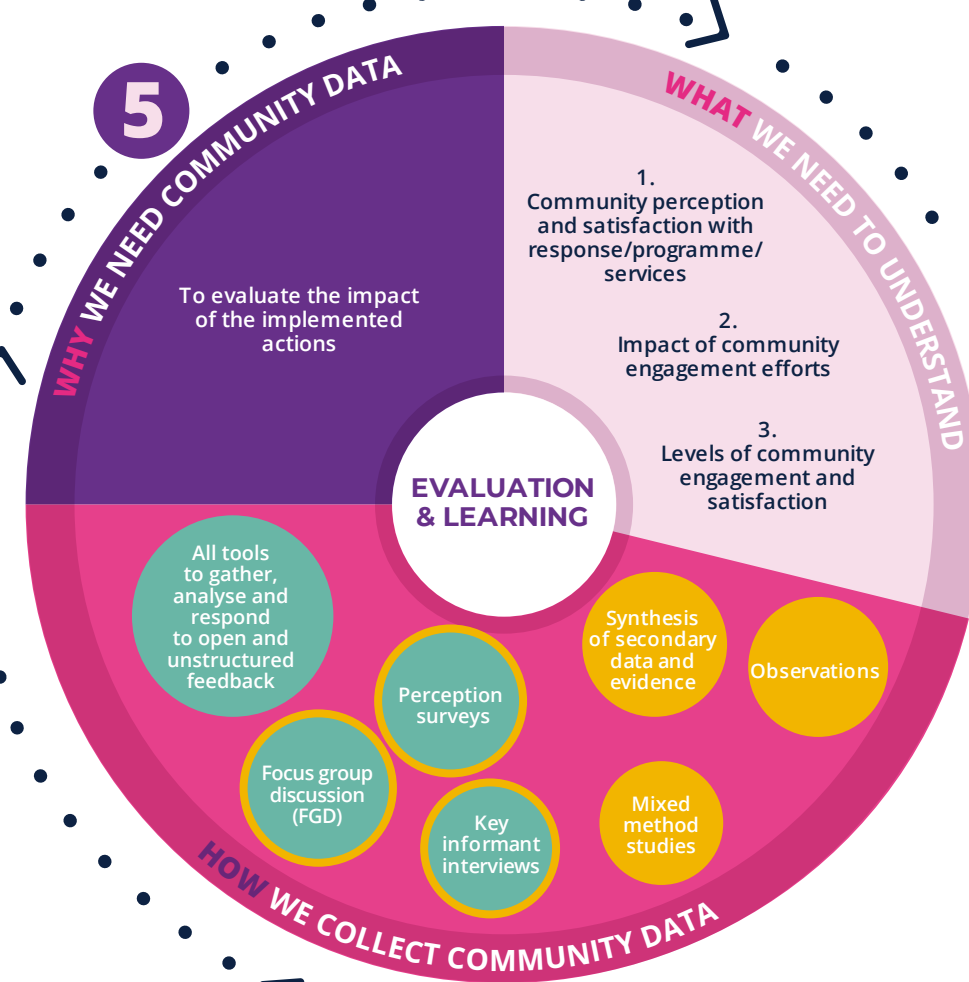 5
WHY WE NEED COMMUNITY DATA
To evaluate the impact
of the implemented
actions
WHAT WE NEED TO UNDERSTAND
1.
Community perception
and satisfaction with
response/programme/
services
2.
Impact of community
engagement efforts
3.
Levels of community
engagement and
satisfaction
EVALUATION
& LEARNING
All tools
to gather,
analyse and
respond
to open and
unstructured
feedback
Perception
surveys
Focus group
discussion
(FGD)
Key
informant
interviews
Synthesis
of secondary
data and
evidence
Observations
Mixed
method
studies
HOW WE COLLECT COMMUNITY DATA